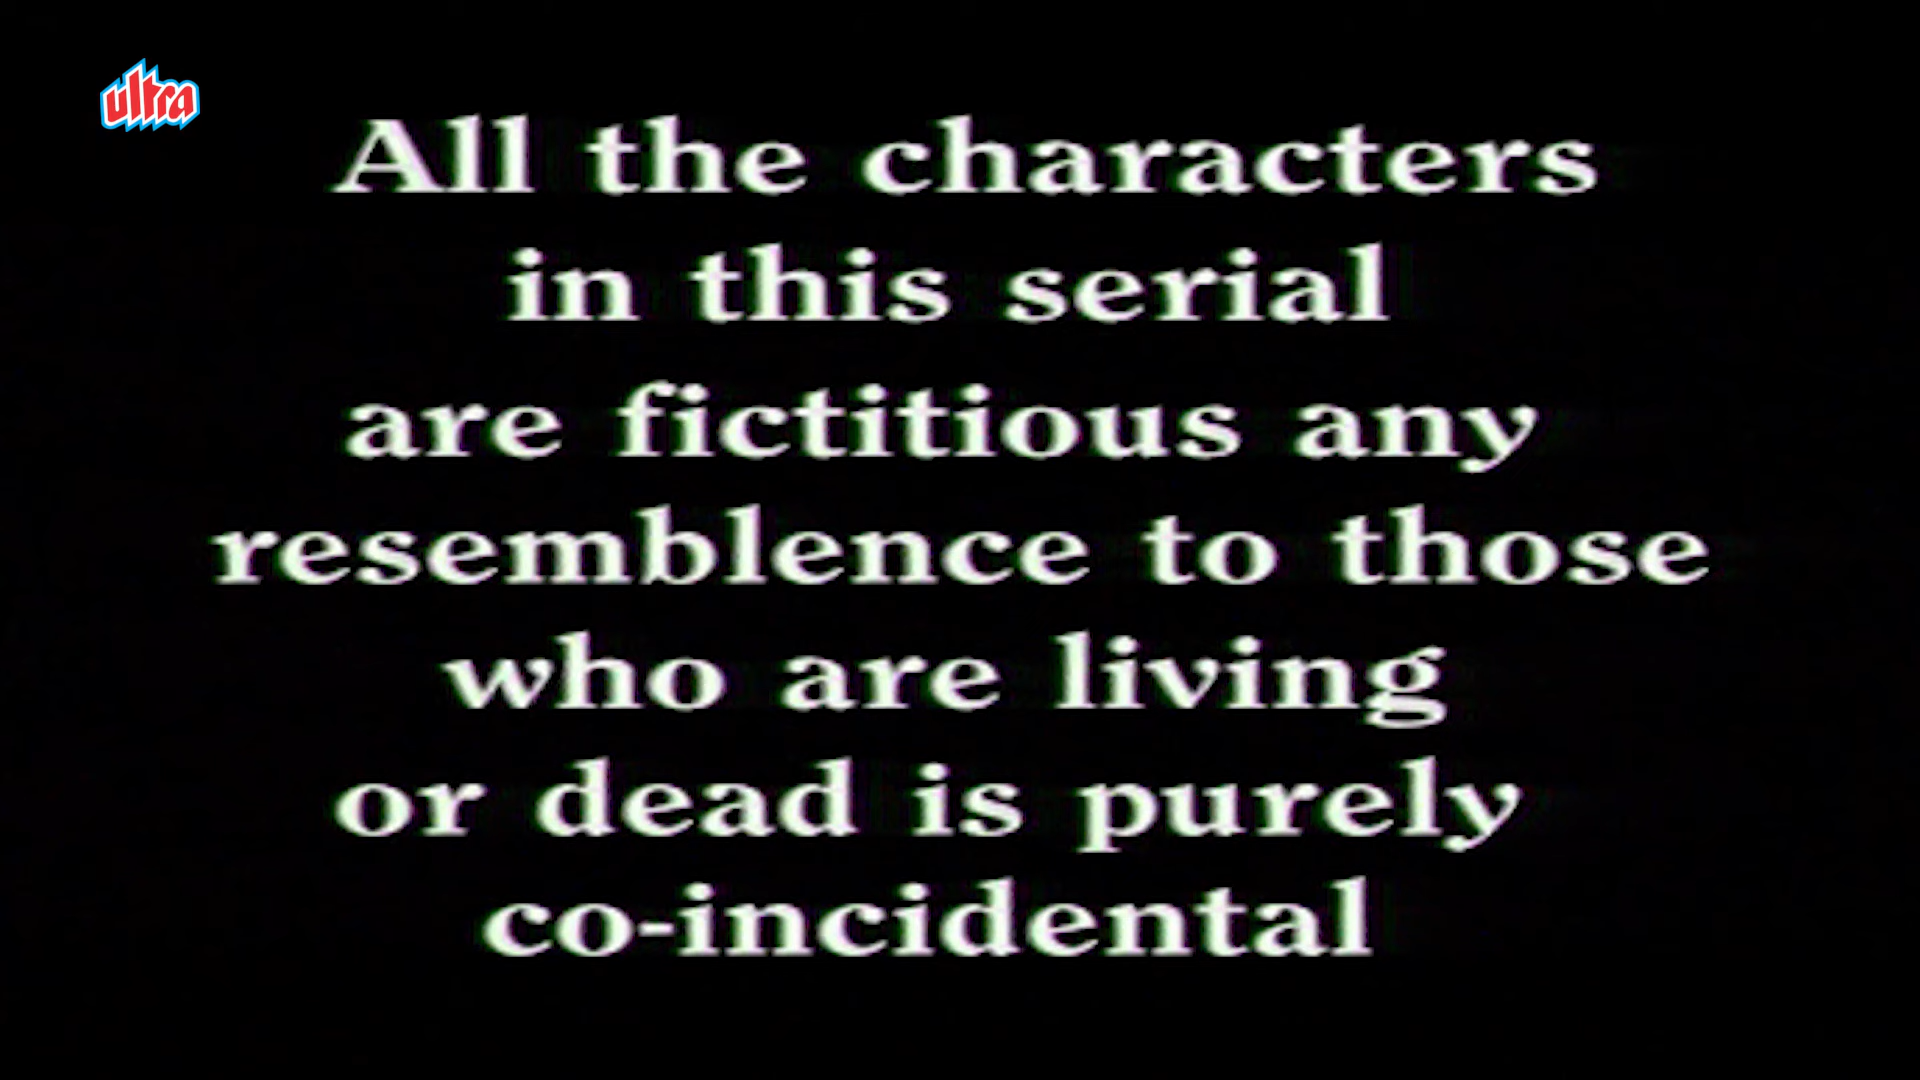 ultra
All the characters
in this serial
are fictitious any
resemblence to those
who are living
or dead is purely
co-incidental